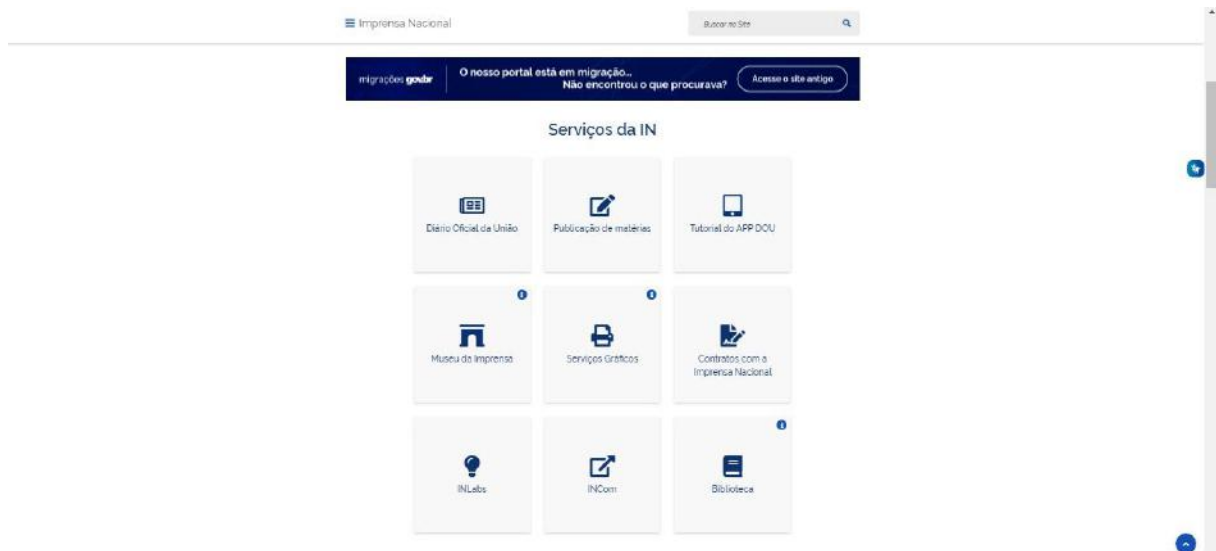 Imprensa Nacional
Buscar no Site
migrações gov.br
O nosso portal está em migração...
Não encontrou o que procurava?
Acesse o site antigo
Serviços da IN
Diário Oficial da União
Publicação de matérias
Tutorial do APP DOU
Museu da Imprensa
Serviços Gráficos
Contratos com a
Imprensa Nacional
INLabs
INCom
Biblioteca